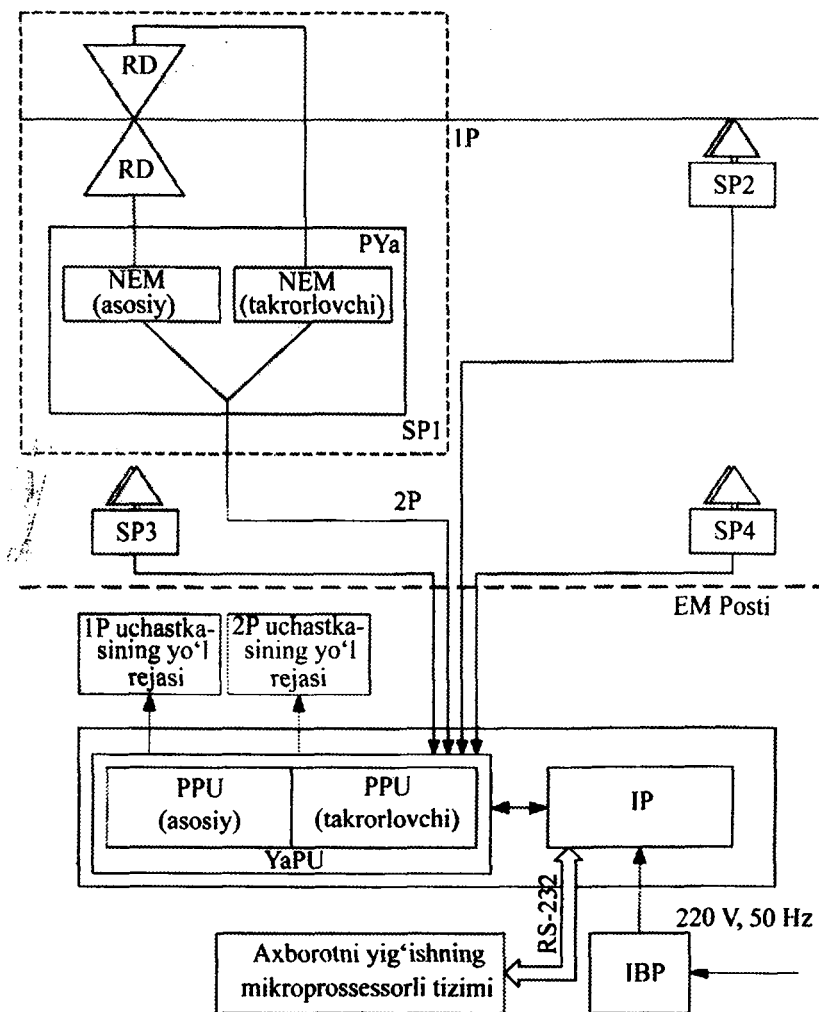 RD
RD
1P
SP2
PYa
NEM
(asosiy)
NEM
(takrorlovchi)
SP1
2P
SP3
SP4
EM Posti
1P uchastka-
sining yo‘l
rejasi
2P uchastka-
sining yo‘l
rejasi
PPU
(asosiy)
PPU
(takrorlovchi)
YaPU
IP
RS-232
220 V, 50 Hz
Axborotni yig‘ishning
mikroprossessorli tizimi
IBP